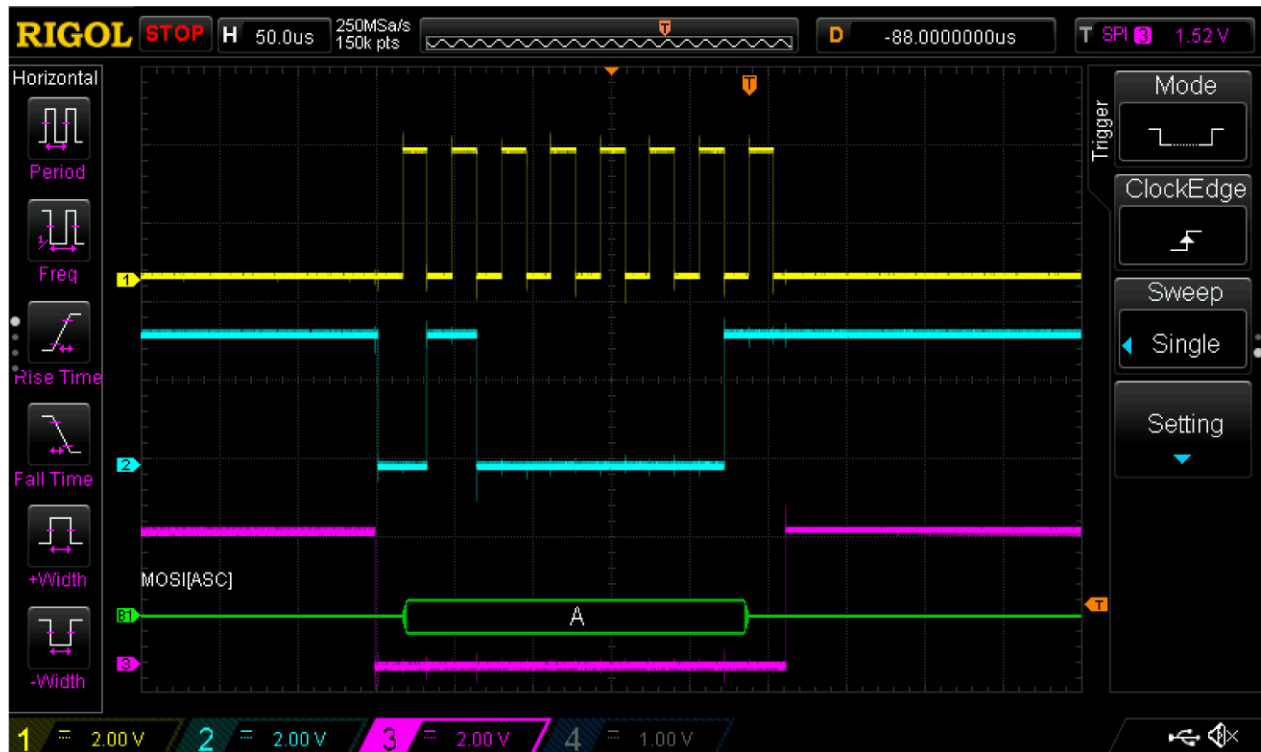 RIGOL STOP H 50.0us 250MSa/s D -88.0000000us T SPI 3 1.52 V
150k pts
Horizontal
Period
Freq
Rise Time
Fall Time
+Width
-Width
T
T
1
2
MOSI[ASC]
B1 A
T
3
Trigger
Mode
ClockEdge
Sweep
Single
Setting
1 = 2.00 V 2 = 2.00 V 3 = 2.00 V 4 = 1.00 V